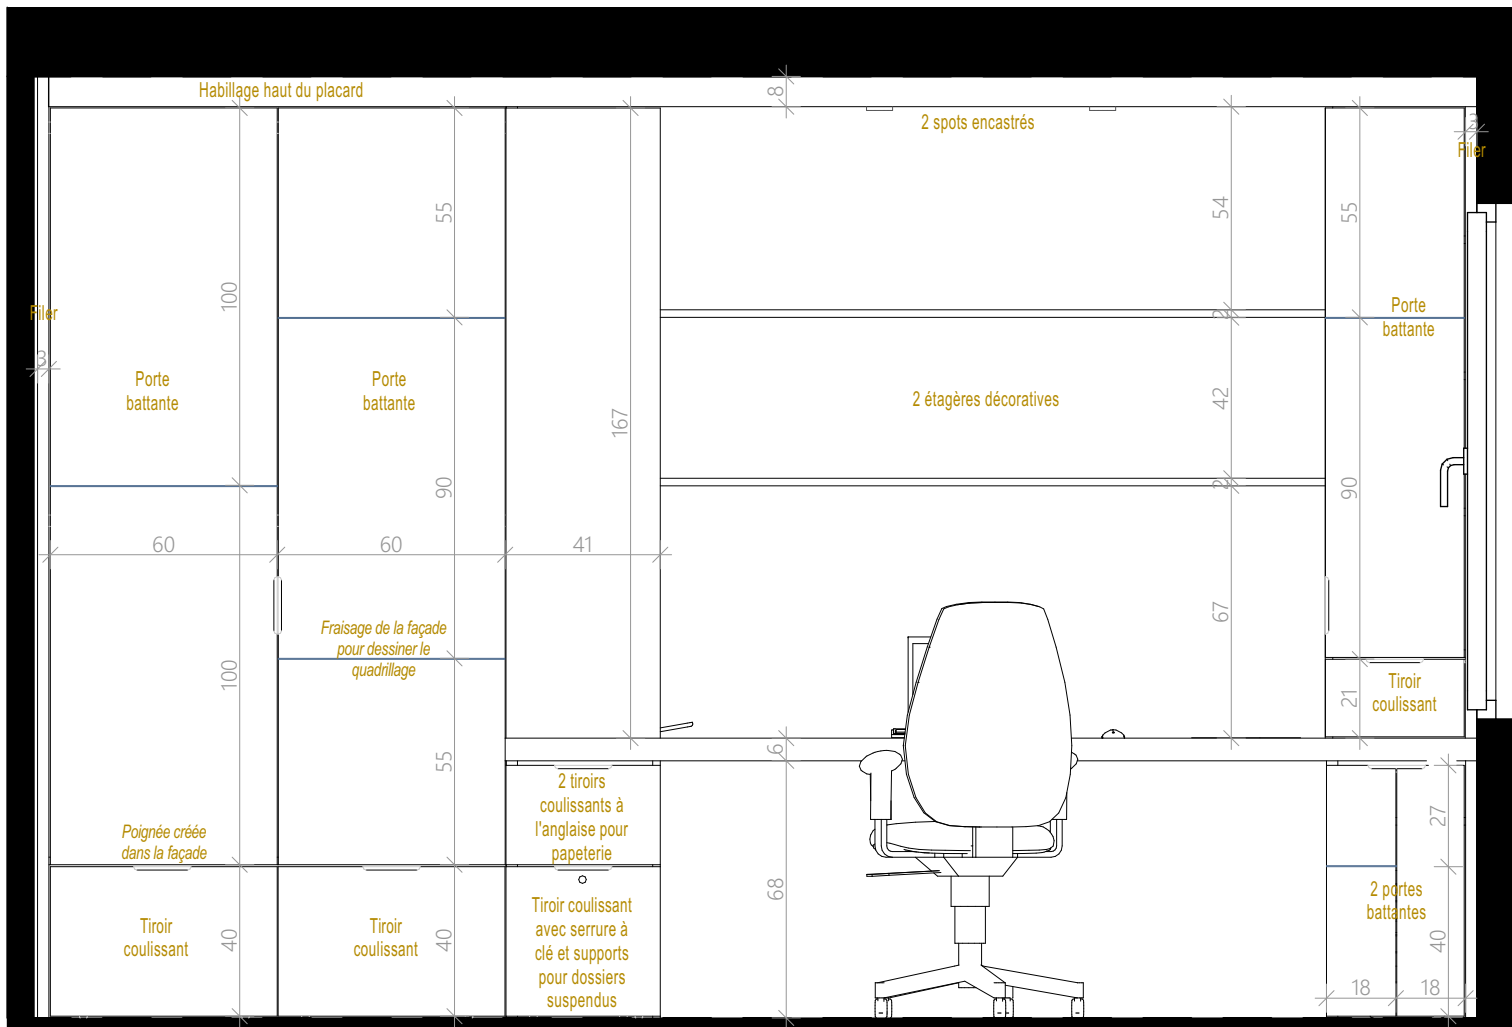 Habillage haut du placard
8
2 spots encastrés
3
Filer
55
54
55
100
Filer
Porte
battante
2
3
Porte
battante
Porte
battante
2 étagères décoratives
42
167
90
2
90
60
60
41
67
Fraisage de la façade
pour dessiner le
quadrillage
100
Tiroir
coulissant
21
6
55
2 tiroirs
coulissants à
l'anglaise pour
papeterie
27
Poignée créée
dans la façade
68
2 portes
battantes
Tiroir
coulissant
40
Tiroir
coulissant
40
Tiroir coulissant
avec serrure à
clé et supports
pour dossiers
suspendus
40
18
18